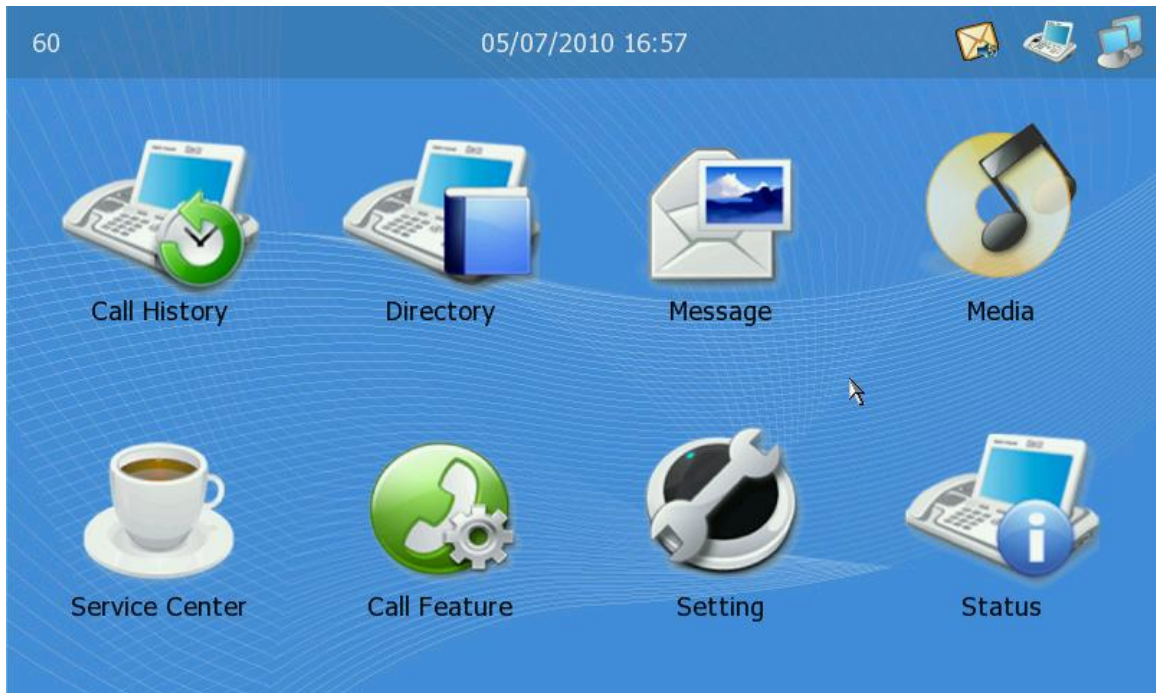 60
05/07/2010 16:57
Call History
Directory
Message
Media
Service Center
Call Feature
Setting
Status